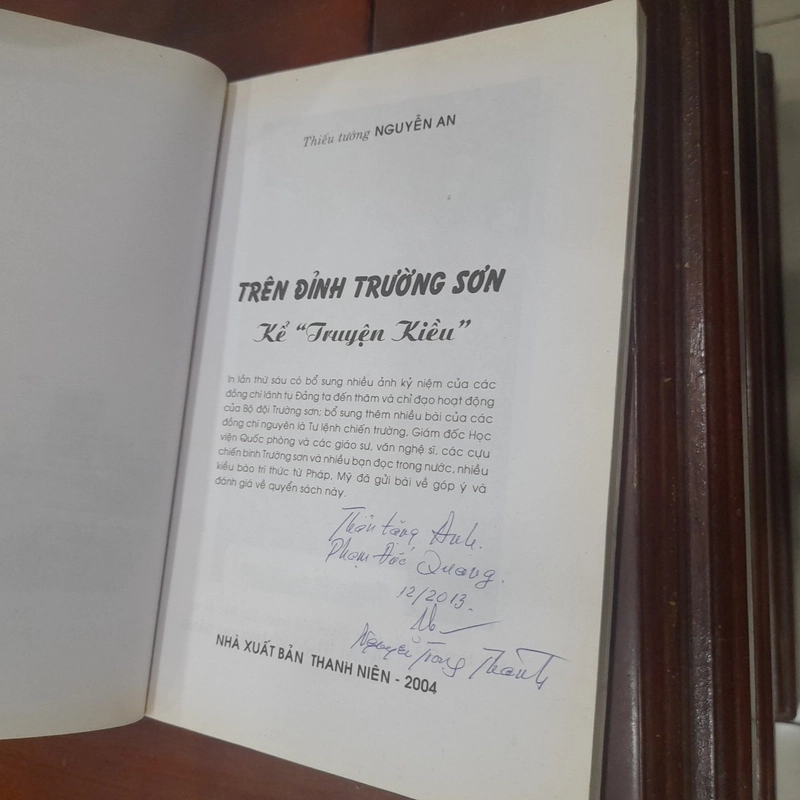 Thiếu tướng NGUYỄN AN
TRÊN ĐỈNH TRƯỜNG SƠN
Kể "Truyện Kiều"
In lần thứ sáu có bổ sung nhiều ảnh kỷ niệm của các
đồng chí lãnh tụ Đảng ta đến thăm và chỉ đạo hoạt động
của Bộ đội Trường sơn; bổ sung thêm nhiều bài của các
đồng chí nguyên là Tư lệnh chiến trường, Giám đốc Học
viện Quốc phòng và các giáo sư, văn nghệ sĩ, các cựu
chiến binh Trường sơn và nhiều bạn đọc trong nước, nhiều
kiều bào trí thức từ Pháp, Mỹ đã gửi bài về góp ý và
đánh giá về quyển sách này.
Thân tặng Anh.
Phạm Đức Quang.
12/2013.
Nguyễn Trọng Thành
NHÀ XUẤT BẢN THANH NIÊN - 2004